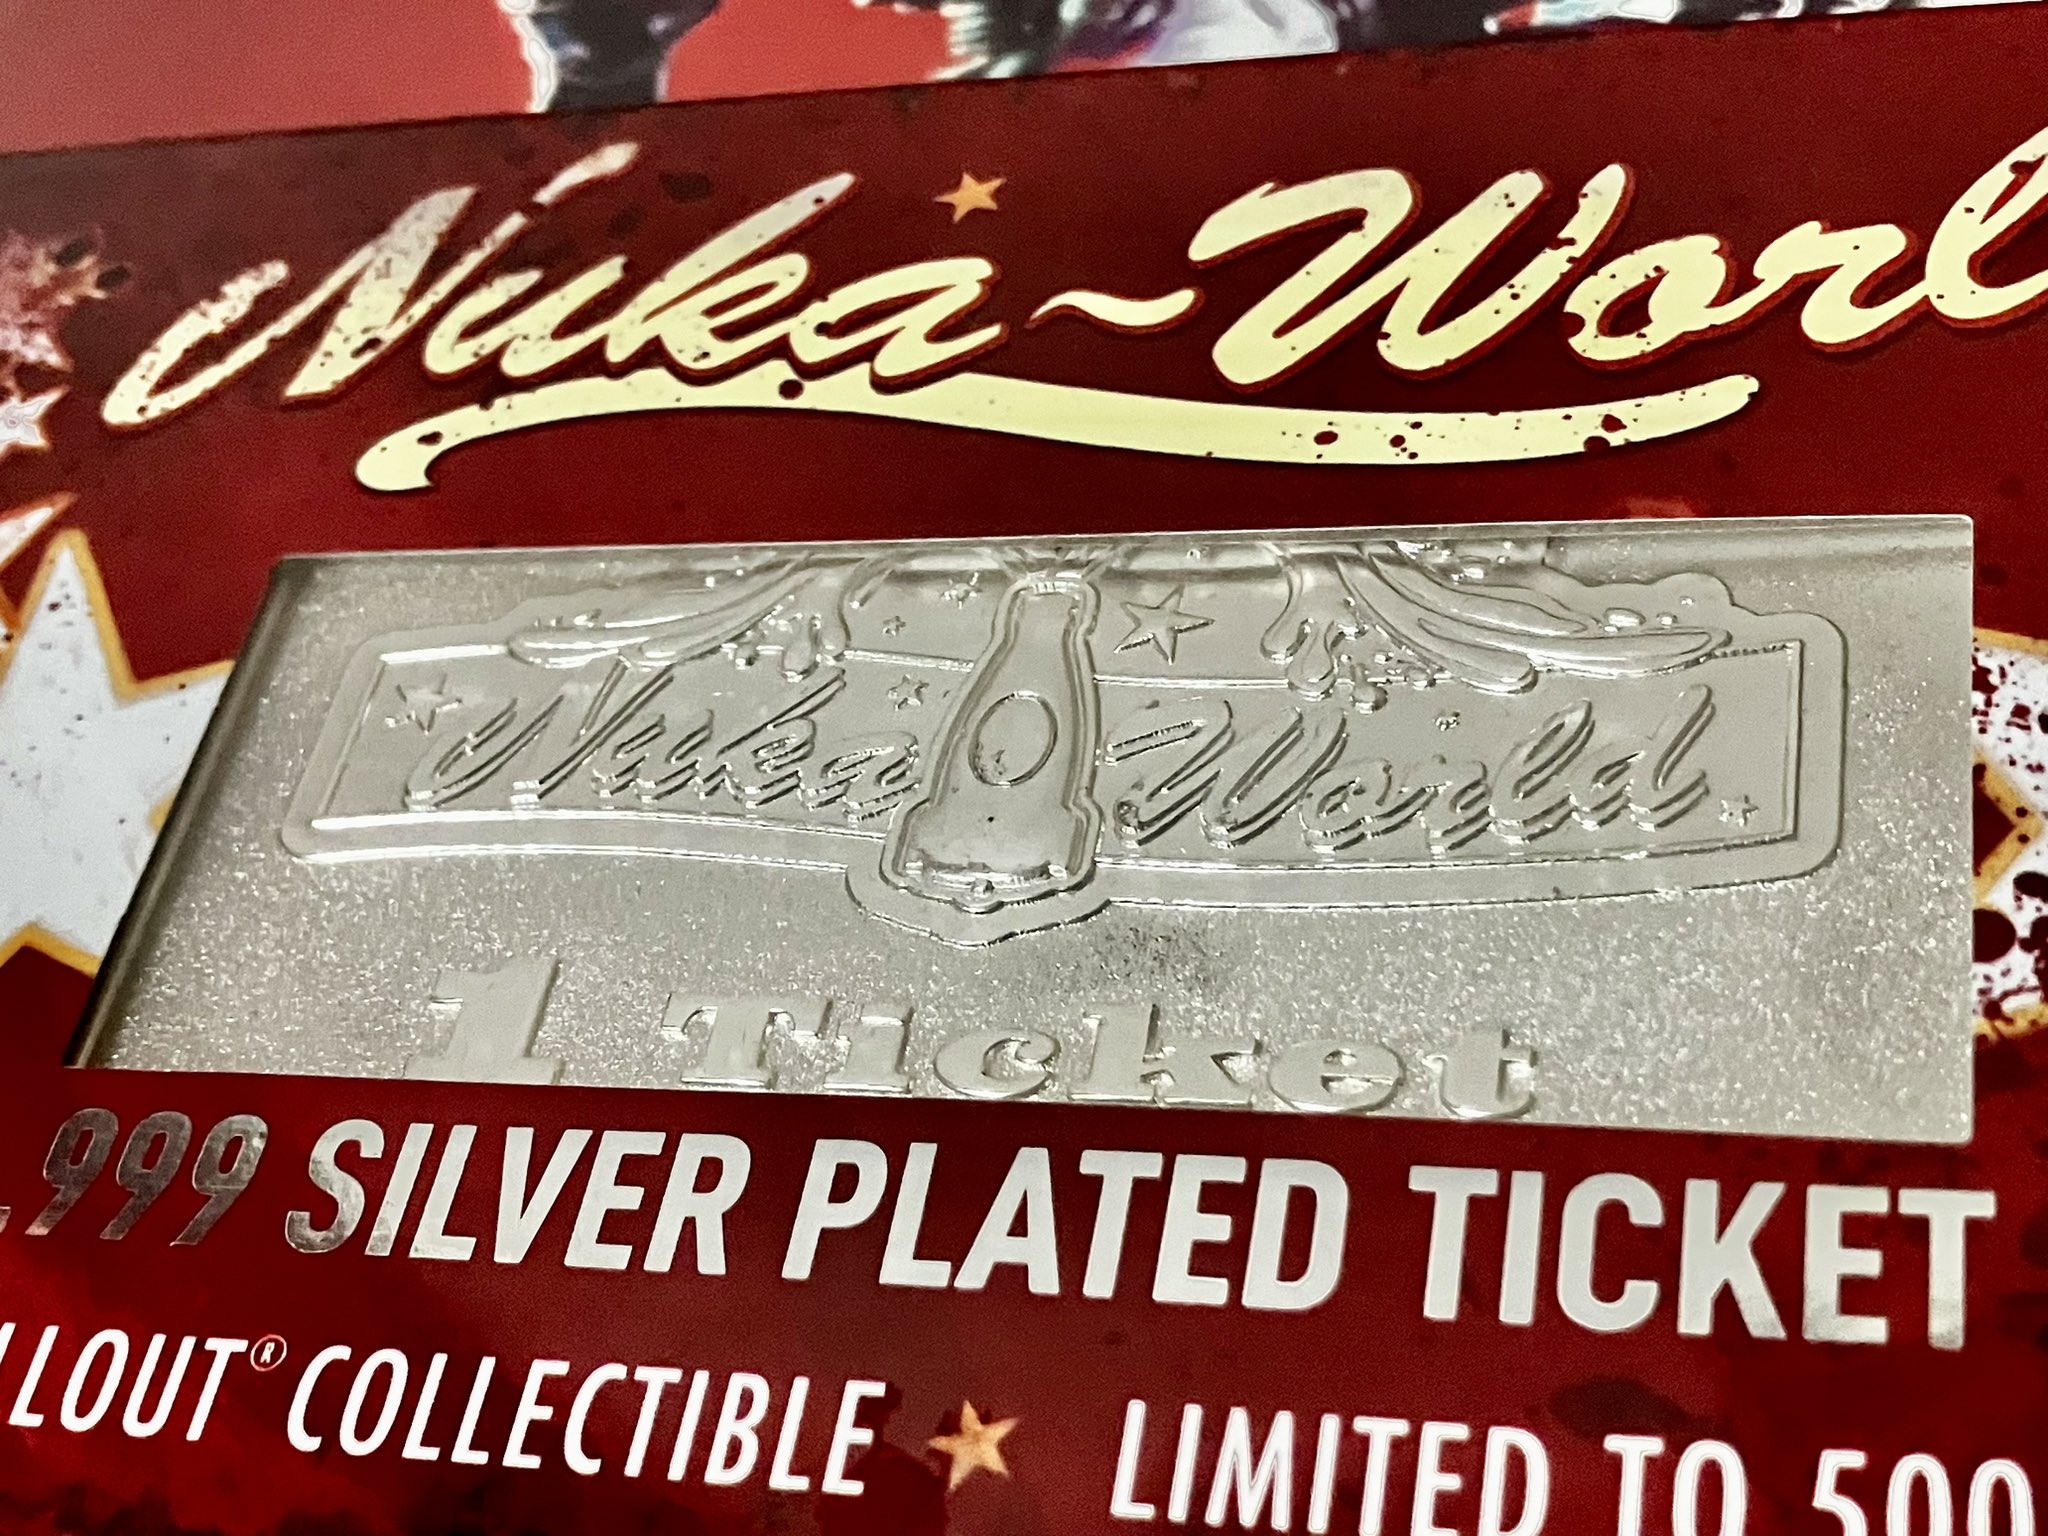 Nuka~Worl
Nuka World
1 Ticket
.999 SILVER PLATED TICKET
LLOUT® COLLECTIBLE ★ LIMITED TO 500